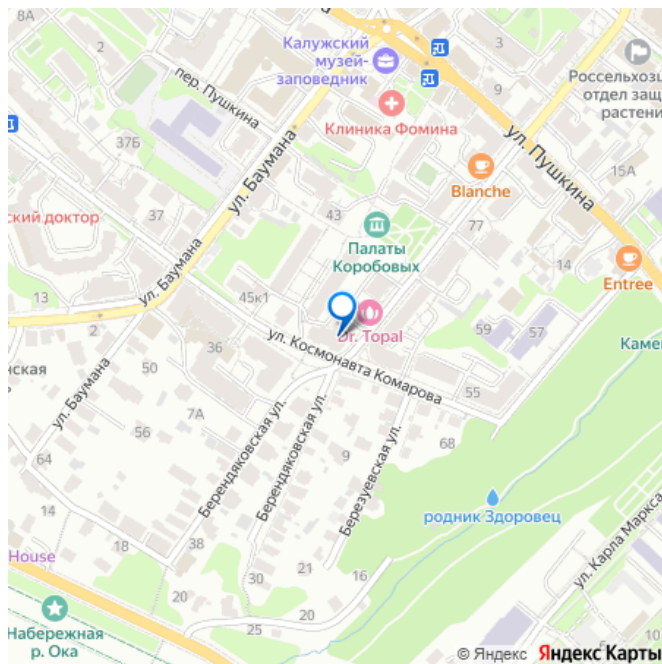 Калужский
музей-
заповедник
3
9
Россельхозц
отдел защ
растени
пер. Пушкина
Клиника Фомина
ул. Пушкина
37Б
ул. Баумана
Blanche
15А
ский доктор
37
43
77
Палаты
Коробовых
14
ул. Баумана
Entree
13
45к1
2
Dr. Topal
59
57
Камен
36
ул. Космонавта Комарова
нская
50
55
ул. Баумана
7А
56
68
Берендяковская ул.
Берендяковская ул.
9
Березуевская ул.
64
родник Здоровец
14
18
38
House
16
ул. Карла Маркса
20
30
21
20
25
Набережная
р. Ока
10
© Яндекс Яндекс Карты